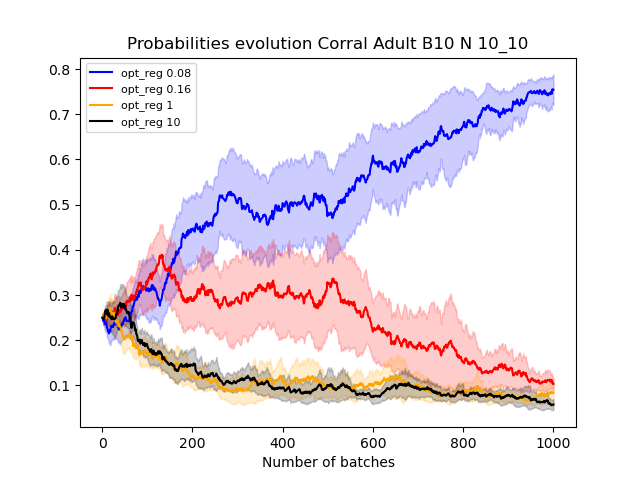 Probabilities evolution Corral Adult B10 N 10_10
opt_reg 0.08
opt_reg 0.16
opt_reg 1
opt_reg 10
0.8
0.7
0.6
0.5
0.4
0.3
0.2
0.1
0 200 400 600 800 1000
Number of batches